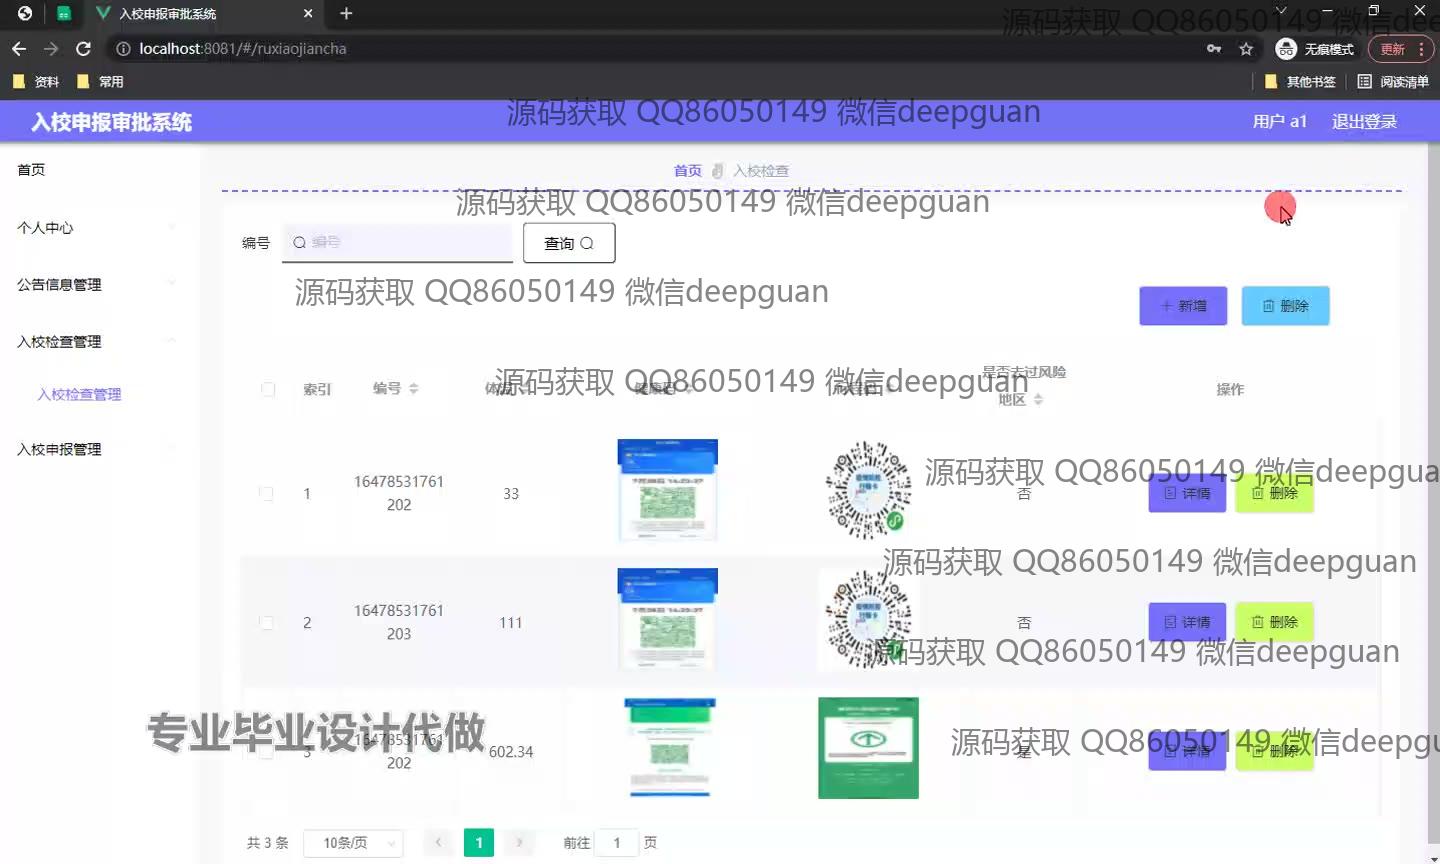 入校申报审批系统
源码获取 QQ86050149 微信dee
localhost:8081/#/ruxiaojiancha
无痕模式
更新
资料
常用
其他书签
阅读清单
入校申报审批系统
源码获取 QQ86050149 微信deepguan
用户 a1
退出登录
首页
个人中心
公告信息管理
入校检查管理
入校检查管理
入校申报管理
首页
入校检查
源码获取 QQ86050149 微信deepguan
编号
编号
查询
源码获取 QQ86050149 微信deepguan
新增
删除
源码获取 QQ86050149 微信deepguan
索引
编号
健康码
是否去过风险
地区
操作
源码获取 QQ86050149 微信deepgua
1
16478531761
202
33
否
详情
删除
源码获取 QQ86050149 微信deepguan
2
16478531761
203
111
否
详情
删除
源码获取 QQ86050149 微信deepguan
专业毕业设计代做
源码获取 QQ86050149 微信deepgu
3
16478531761
202
602.34
是
详情
删除
共 3 条
10条/页
1
前往
1
页